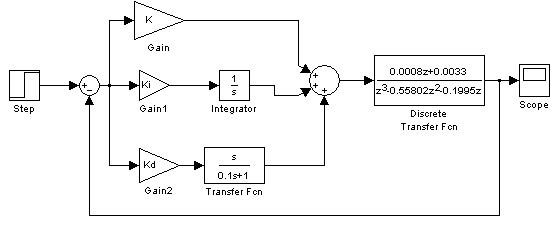 K
Gain
Step
Ki
Gain1
1
s
Integrator
0.0008z+0.0033
z3-0.55802z2-0.1995z
Discrete
Transfer Fcn
Scope
Kd
Gain2
s
0.1s+1
Transfer Fcn